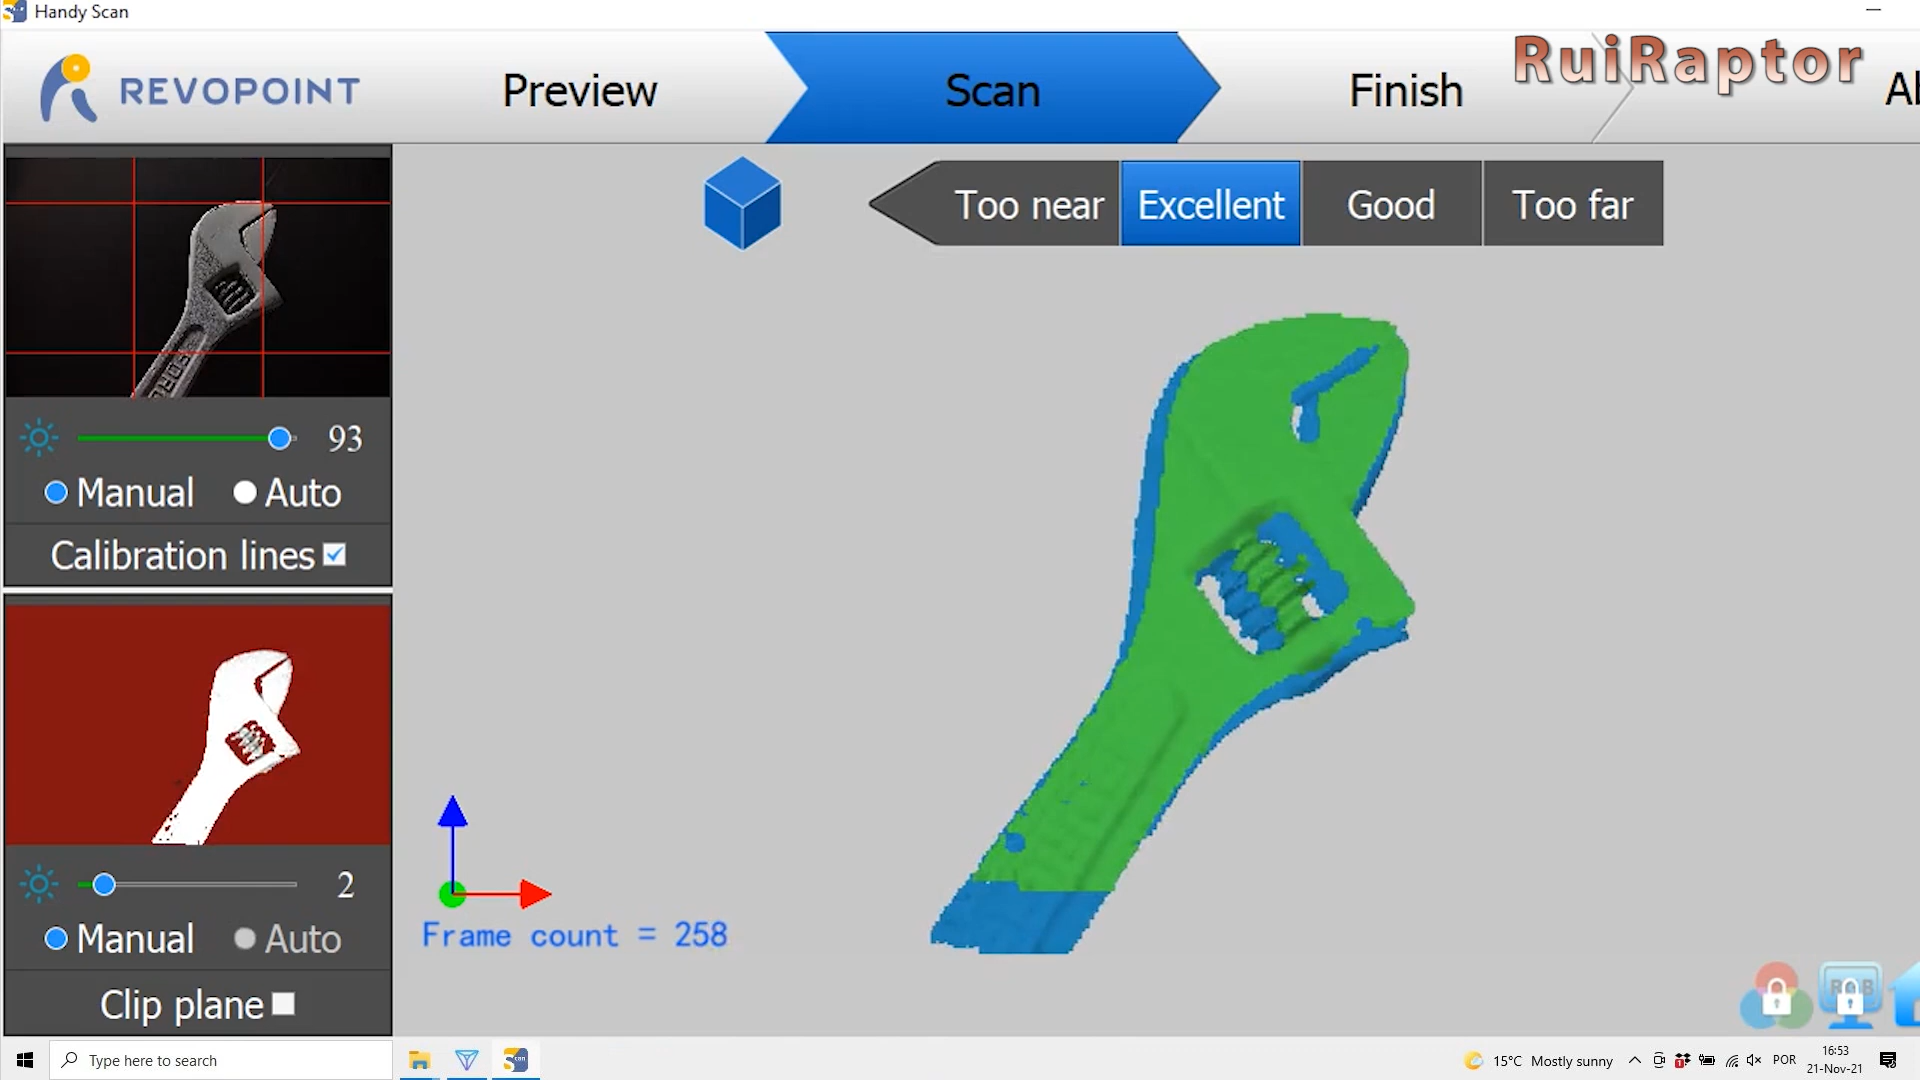 Handy Scan
REVOPOINT
Preview
Scan
Finish
RuiRaptor
Too near
Excellent
Good
Too far
93
Manual
Auto
Calibration lines
2
Manual
Auto
Clip plane
Frame count = 258
RGB
Type here to search
15°C Mostly sunny
POR
16:53
21-Nov-21